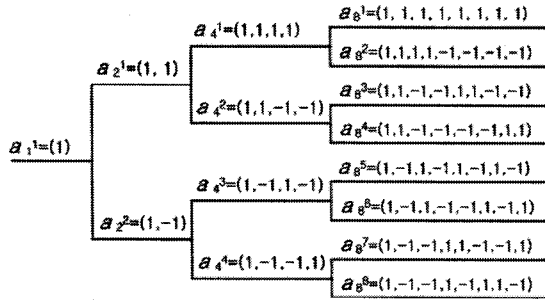 a₈¹=(1, 1, 1, 1, 1, 1, 1, 1)
a₄¹=(1,1,1,1)
a₈²=(1,1,1,1,-1,-1,-1,-1)
a₂¹=(1, 1)
a₈³=(1,1,-1,-1,1,1,-1,-1)
a₄²=(1,1,-1,-1)
a₈⁴=(1,1,-1,-1,-1,-1,1,1)
a₁¹=(1)
a₈⁵=(1,-1,1,-1,1,-1,1,-1)
a₄³=(1,-1,1,-1)
a₈⁶=(1,-1,1,-1,-1,1,-1,1)
a₂²=(1,-1)
a₈⁷=(1,-1,-1,1,1,-1,-1,1)
a₄⁴=(1,-1,-1,1)
a₈⁸=(1,-1,-1,1,-1,1,1,-1)